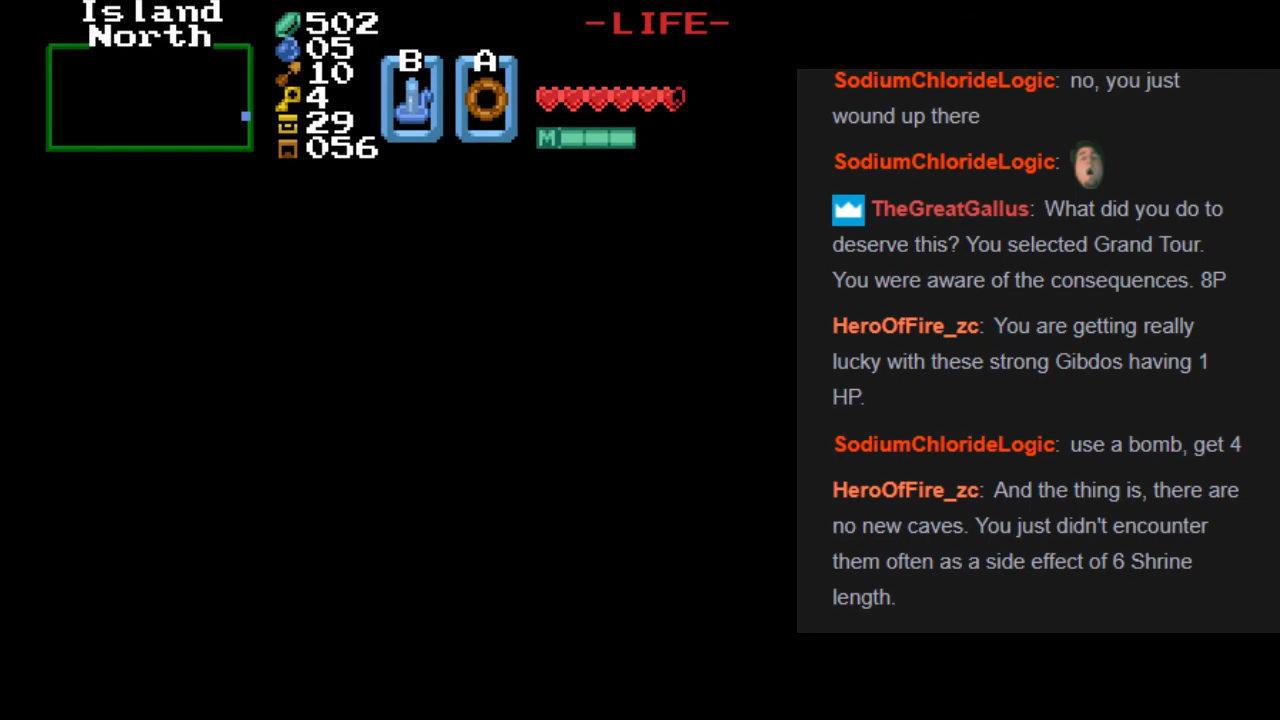 Island
North
502
05
10
4
29
056
B
A
-LIFE-
M
SodiumChlorideLogic: no, you just
wound up there
SodiumChlorideLogic:
TheGreatGallus: What did you do to
deserve this? You selected Grand Tour.
You were aware of the consequences. 8P
HeroOfFire_zc: You are getting really
lucky with these strong Gibdos having 1
HP.
SodiumChlorideLogic: use a bomb, get 4
HeroOfFire_zc: And the thing is, there are
no new caves. You just didn't encounter
them often as a side effect of 6 Shrine
length.